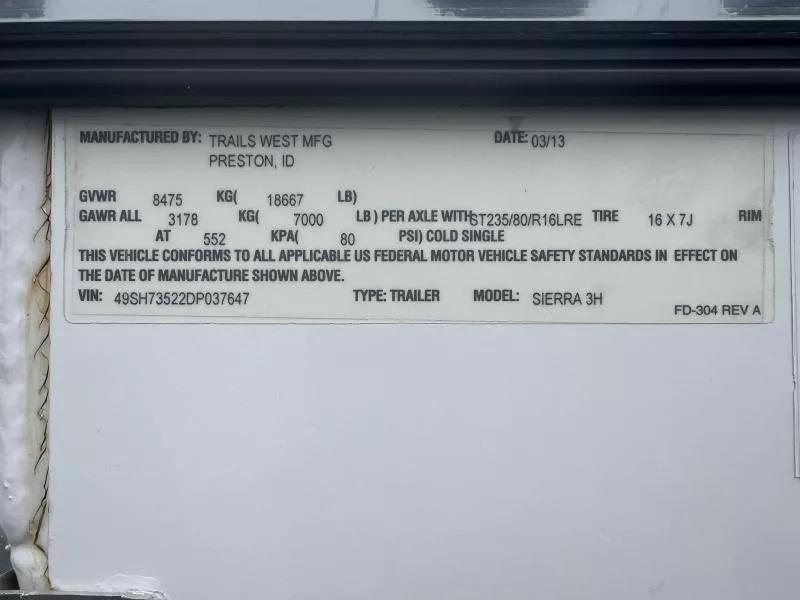 MANUFACTURED BY: TRAILS WEST MFG DATE: 03/13
PRESTON, ID
GVWR 8475 KG( 18667 LB)
GAWR ALL 3178 KG( 7000 LB ) PER AXLE WITH ST235/80/R16LRE TIRE 16 X 7J RIM
AT 552 KPA( 80 PSI) COLD SINGLE
THIS VEHICLE CONFORMS TO ALL APPLICABLE US FEDERAL MOTOR VEHICLE SAFETY STANDARDS IN EFFECT ON
THE DATE OF MANUFACTURE SHOWN ABOVE.
VIN: 49SH73522DP037647 TYPE: TRAILER MODEL: SIERRA 3H
FD-304 REV A